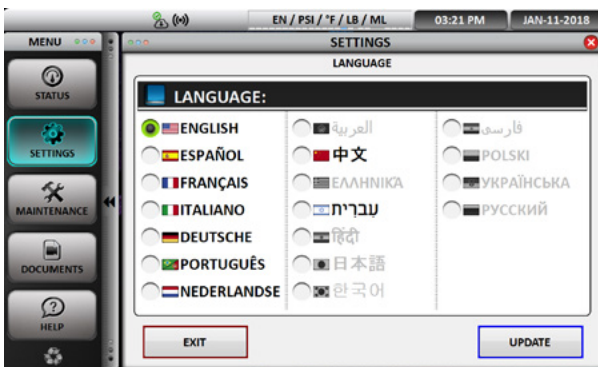 EN / PSI / °F / LB / ML
03:21 PM
JAN-11-2018
MENU
SETTINGS
LANGUAGE
STATUS
SETTINGS
MAINTENANCE
DOCUMENTS
HELP
LANGUAGE:
ENGLISH
ESPAÑOL
FRANÇAIS
ITALIANO
DEUTSCHE
PORTUGUÊS
NEDERLANDSE
العربية
中文
ΕΛΛΗΝΙΚΆ
עִבְרִית
हिंदी
日本語
한국어
فارسی
POLSKI
УКРАЇНСЬКА
РУССКИЙ
EXIT
UPDATE